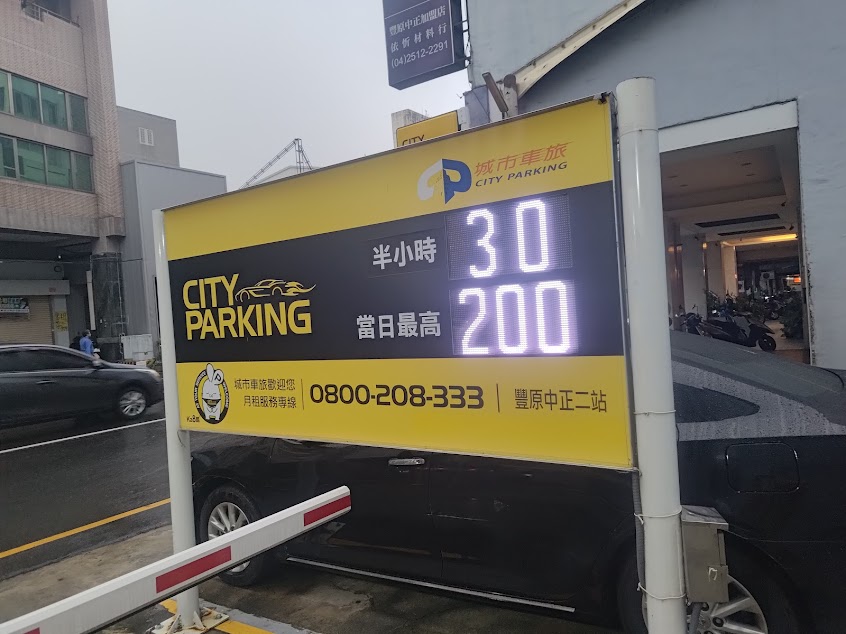 豐原中正加盟店
依忻材料行
(04)2512-2291
CITY
城市車旅
CITY PARKING
半小時 30
CITY
PARKING
當日最高 200
城市車旅歡迎您
月租服務專線
0800-208-333
豐原中正二站